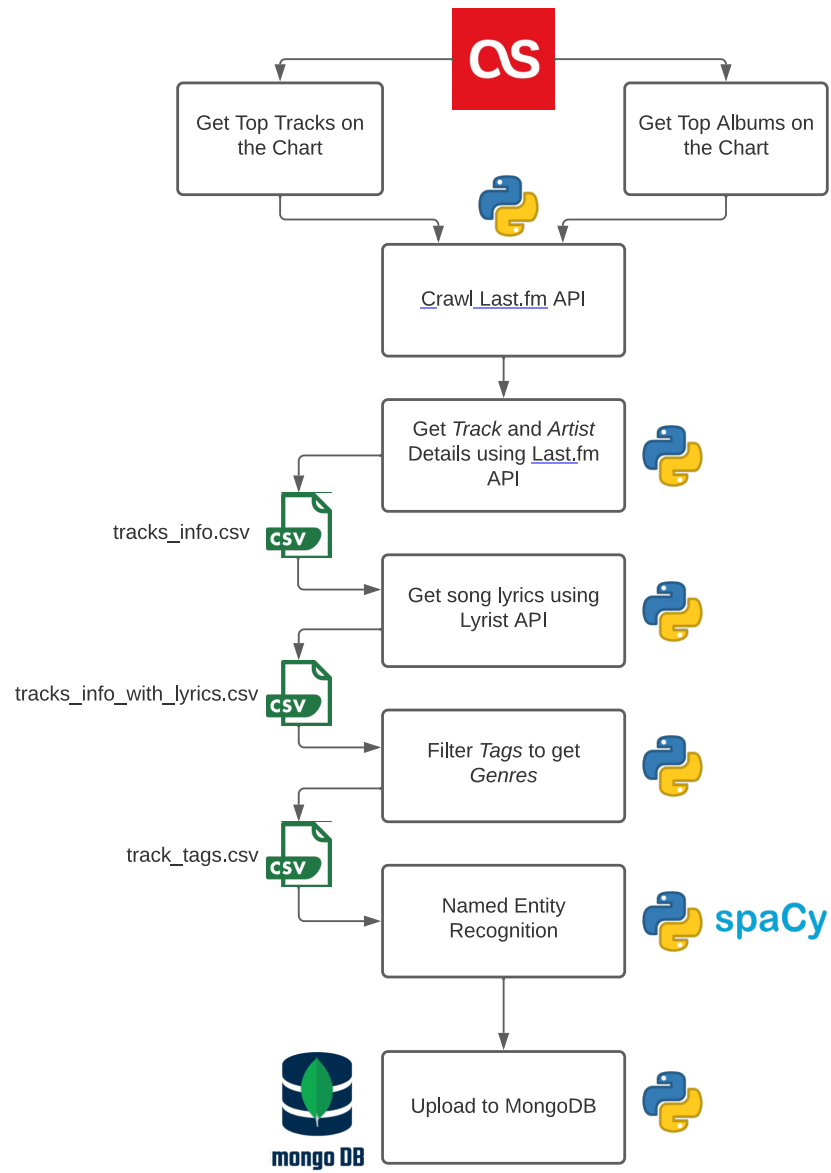 as
Get Top Tracks on
the Chart
Get Top Albums on
the Chart
Crawl Last.fm API
Get Track and Artist
Details using Last.fm
API
tracks_info.csv
CSV
Get song lyrics using
Lyrist API
tracks_info_with_lyrics.csv
CSV
Filter Tags to get
Genres
track_tags.csv
CSV
Named Entity
Recognition
spaCy
Upload to MongoDB
mongo DB